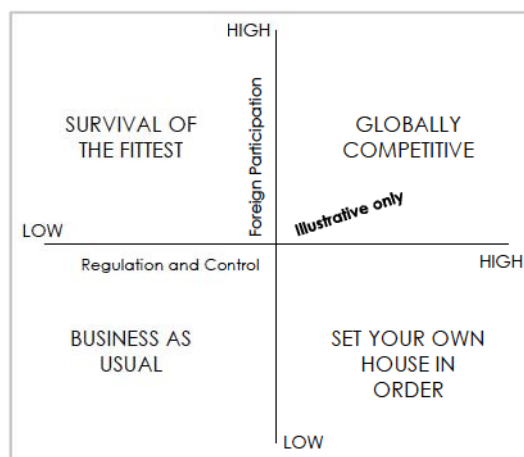 HIGH
Foreign Participation
SURVIVAL OF
THE FITTEST
GLOBALLY
COMPETITIVE
Illustrative only
LOW
Regulation and Control
HIGH
BUSINESS AS
USUAL
SET YOUR OWN
HOUSE IN
ORDER
LOW